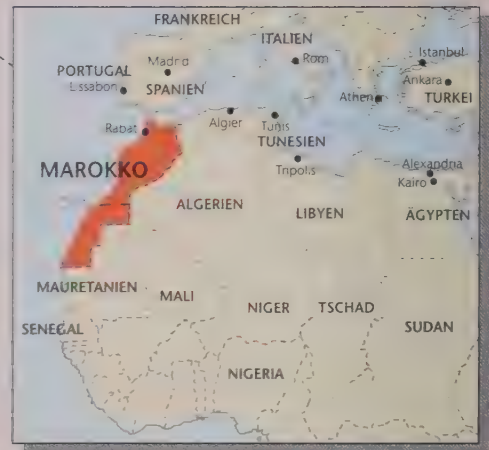 FRANKREICH
ITALIEN
Istanbul
Madrid
Rom
PORTUGAL
Ankara
Lissabon
SPANIEN
Athen
TÜRKEI
Algier
Tunis
Rabat
TUNESIEN
Tripolis
Alexandria
MAROKKO
Kairo
ALGERIEN
LIBYEN
ÄGYPTEN
MAURETANIEN
MALI
NIGER
TSCHAD
SENEGAL
SUDAN
NIGERIA